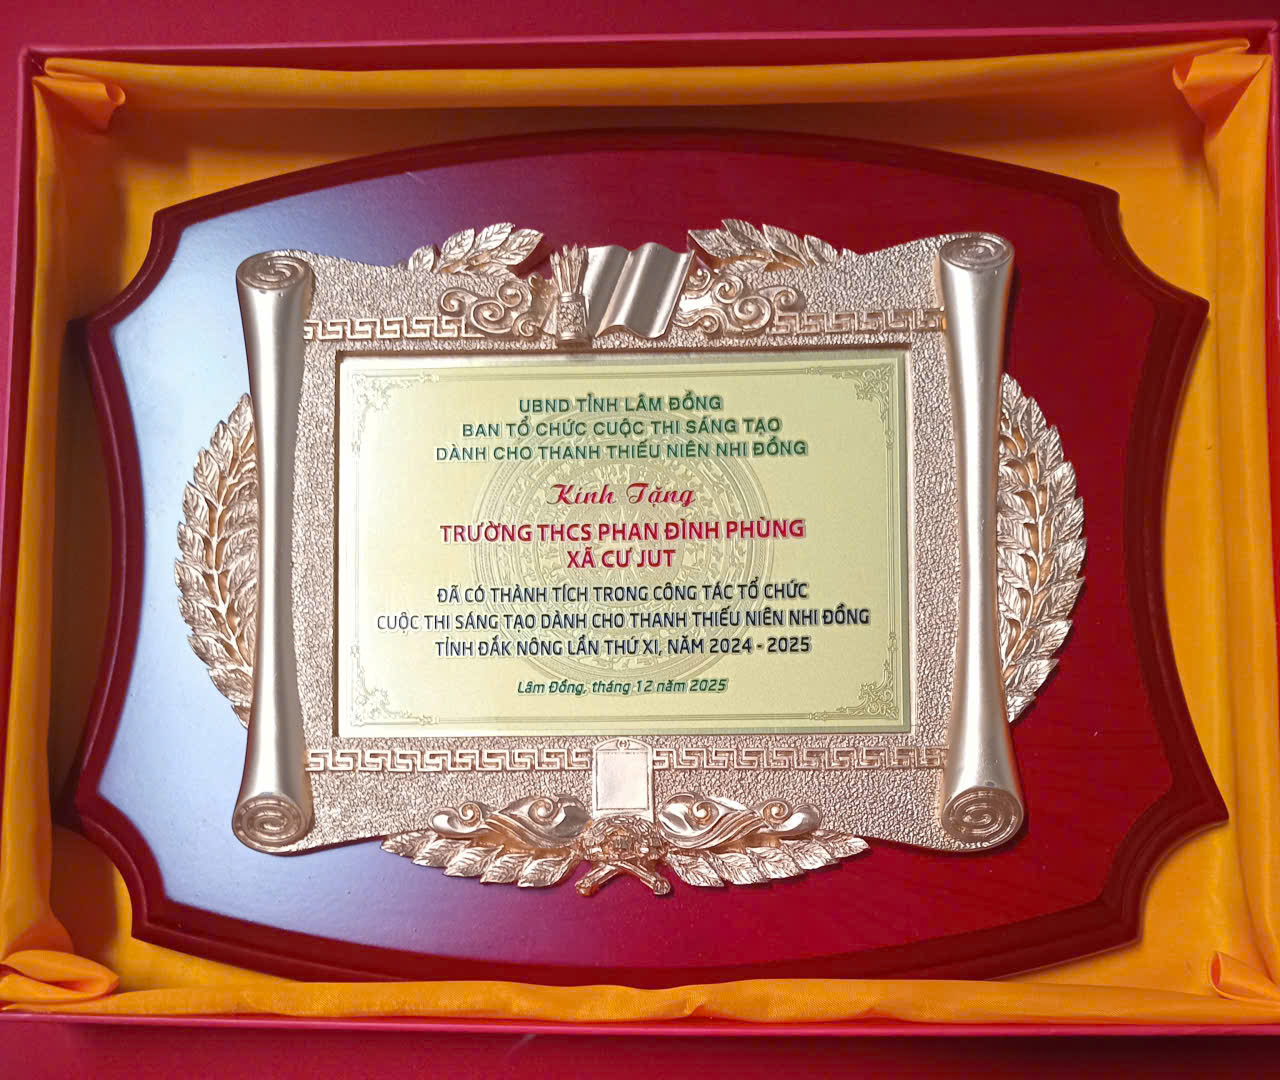 UBND TỈNH LÂM ĐỒNG
BAN TỔ CHỨC CUỘC THI SÁNG TẠO
DÀNH CHO THANH THIẾU NIÊN NHI ĐỒNG
Kính Tặng
TRƯỜNG THCS PHAN ĐÌNH PHÙNG
XÃ CƯ JUT
ĐÃ CÓ THÀNH TÍCH TRONG CÔNG TÁC TỔ CHỨC
CUỘC THI SÁNG TẠO DÀNH CHO THANH THIẾU NIÊN NHI ĐỒNG
TỈNH ĐẮK NÔNG LẦN THỨ XI, NĂM 2024 - 2025
Lâm Đồng, tháng 12 năm 2025